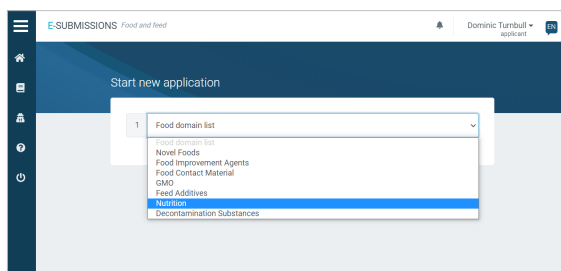 E-SUBMISSIONS Food and feed
Dominic Turnbull
applicant
EN
Start new application
1 Food domain list
Food domain list
Novel Foods
Food Improvement Agents
Food Contact Material
GMO
Feed Additives
Nutrition
Decontamination Substances